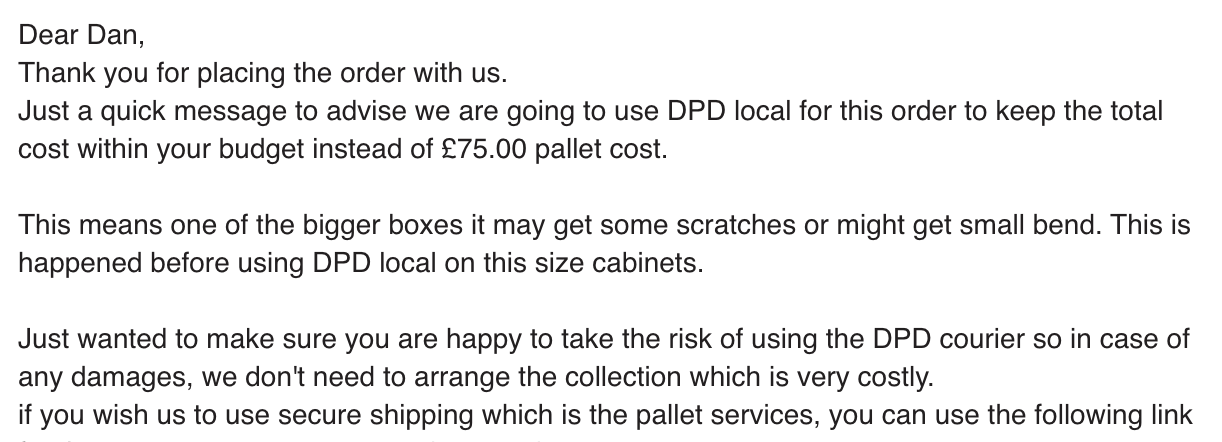 Dear Dan,
Thank you for placing the order with us.
Just a quick message to advise we are going to use DPD local for this order to keep the total
cost within your budget instead of £75.00 pallet cost.
This means one of the bigger boxes it may get some scratches or might get small bend. This is
happened before using DPD local on this size cabinets.
Just wanted to make sure you are happy to take the risk of using the DPD courier so in case of
any damages, we don't need to arrange the collection which is very costly.
if you wish us to use secure shipping which is the pallet services, you can use the following link